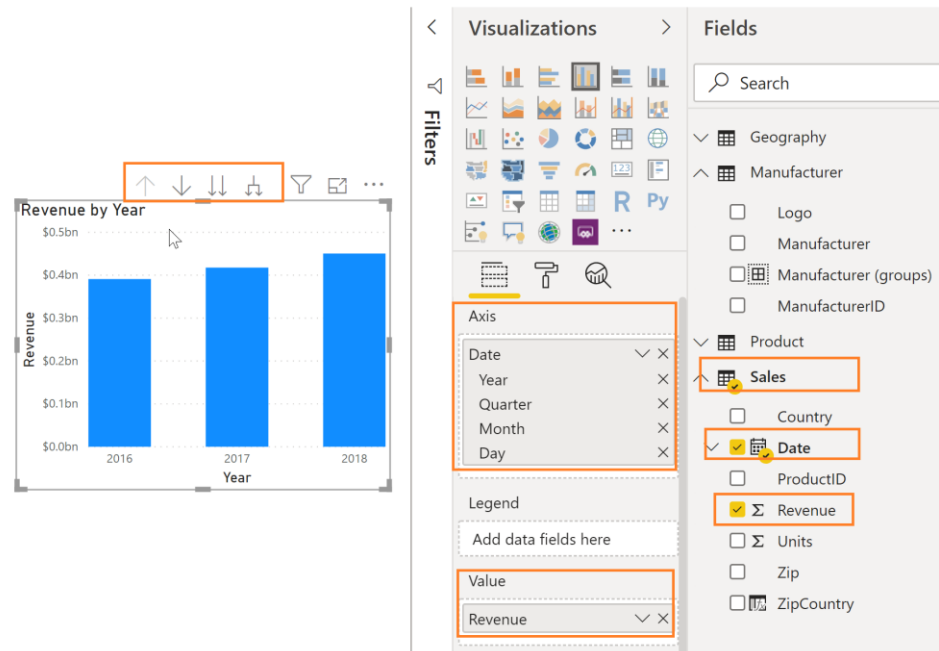 Revenue by Year
$0.5bn
$0.4bn
$0.3bn
$0.2bn
$0.1bn
$0.0bn
Revenue
2016 2017 2018
Year
Filters
Visualizations
123
R Py
Axis
Date
Year
Quarter
Month
Day
Legend
Add data fields here
Value
Revenue
Fields
Search
Geography
Manufacturer
Logo
Manufacturer
Manufacturer (groups)
ManufacturerID
Product
Sales
Country
Date
ProductID
Σ Revenue
Σ Units
Zip
ZipCountry